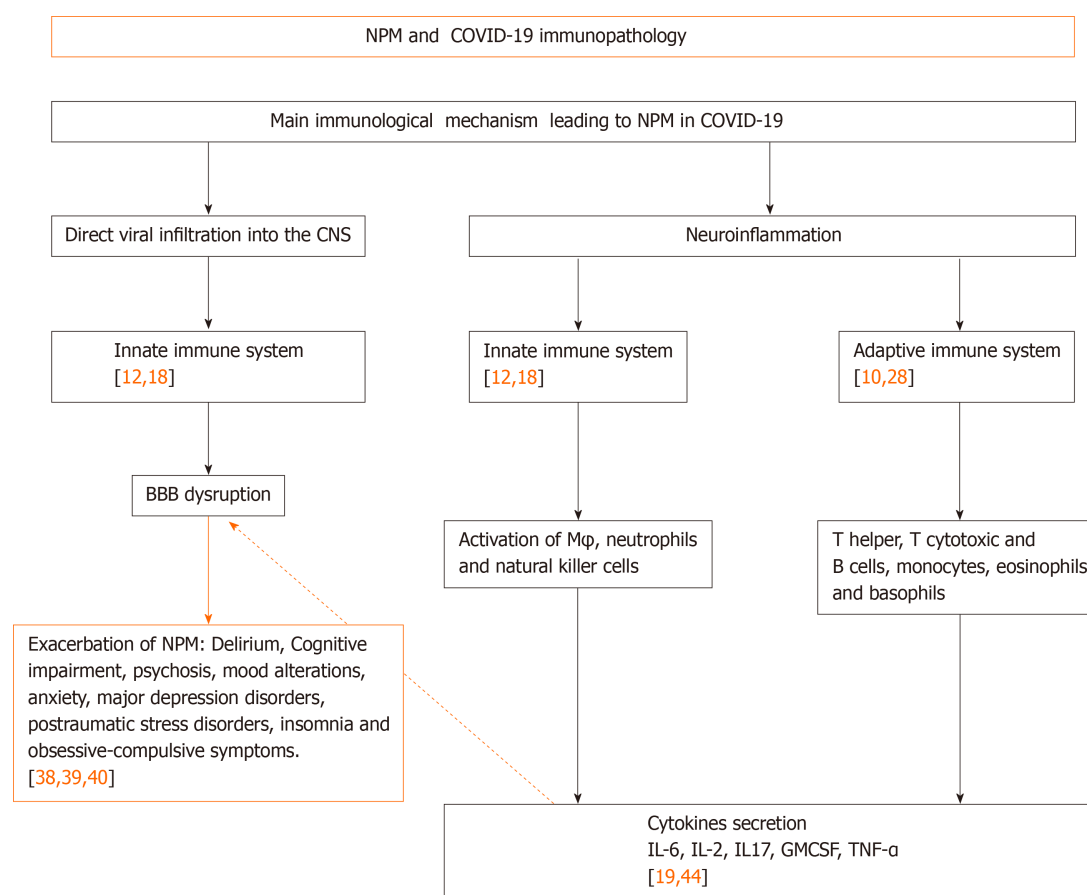 NPM and COVID-19 immunopathology
Main immunological mechanism leading to NPM in COVID-19
Direct viral infiltration into the CNS
Neuroinflammation
Innate immune system
[12,18]
Innate immune system
[12,18]
Adaptive immune system
[10,28]
BBB dysruption
Activation of Mφ, neutrophils
and natural killer cells
T helper, T cytotoxic and
B cells, monocytes, eosinophils
and basophils
Exacerbation of NPM: Delirium, Cognitive
impairment, psychosis, mood alterations,
anxiety, major depression disorders,
postraumatic stress disorders, insomnia and
obsessive-compulsive symptoms.
[38,39,40]
Cytokines secretion
IL-6, IL-2, IL17, GMCSF, TNF-α
[19,44]